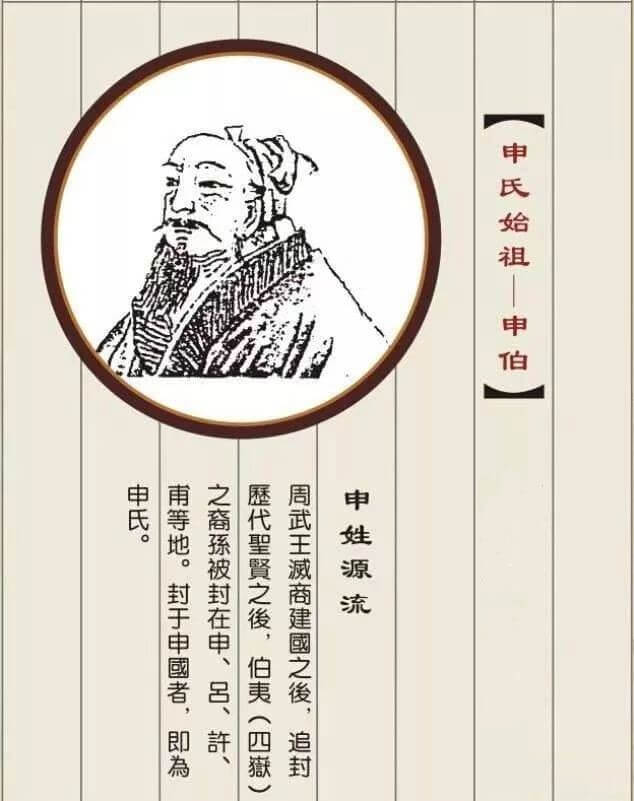 【申氏始祖—申伯】
申姓源流
周武王滅商建國之後，追封
歷代聖賢之後，伯夷（四嶽）
之裔孫被封在申、呂、許、
甫等地。封于申國者，即為
申氏。